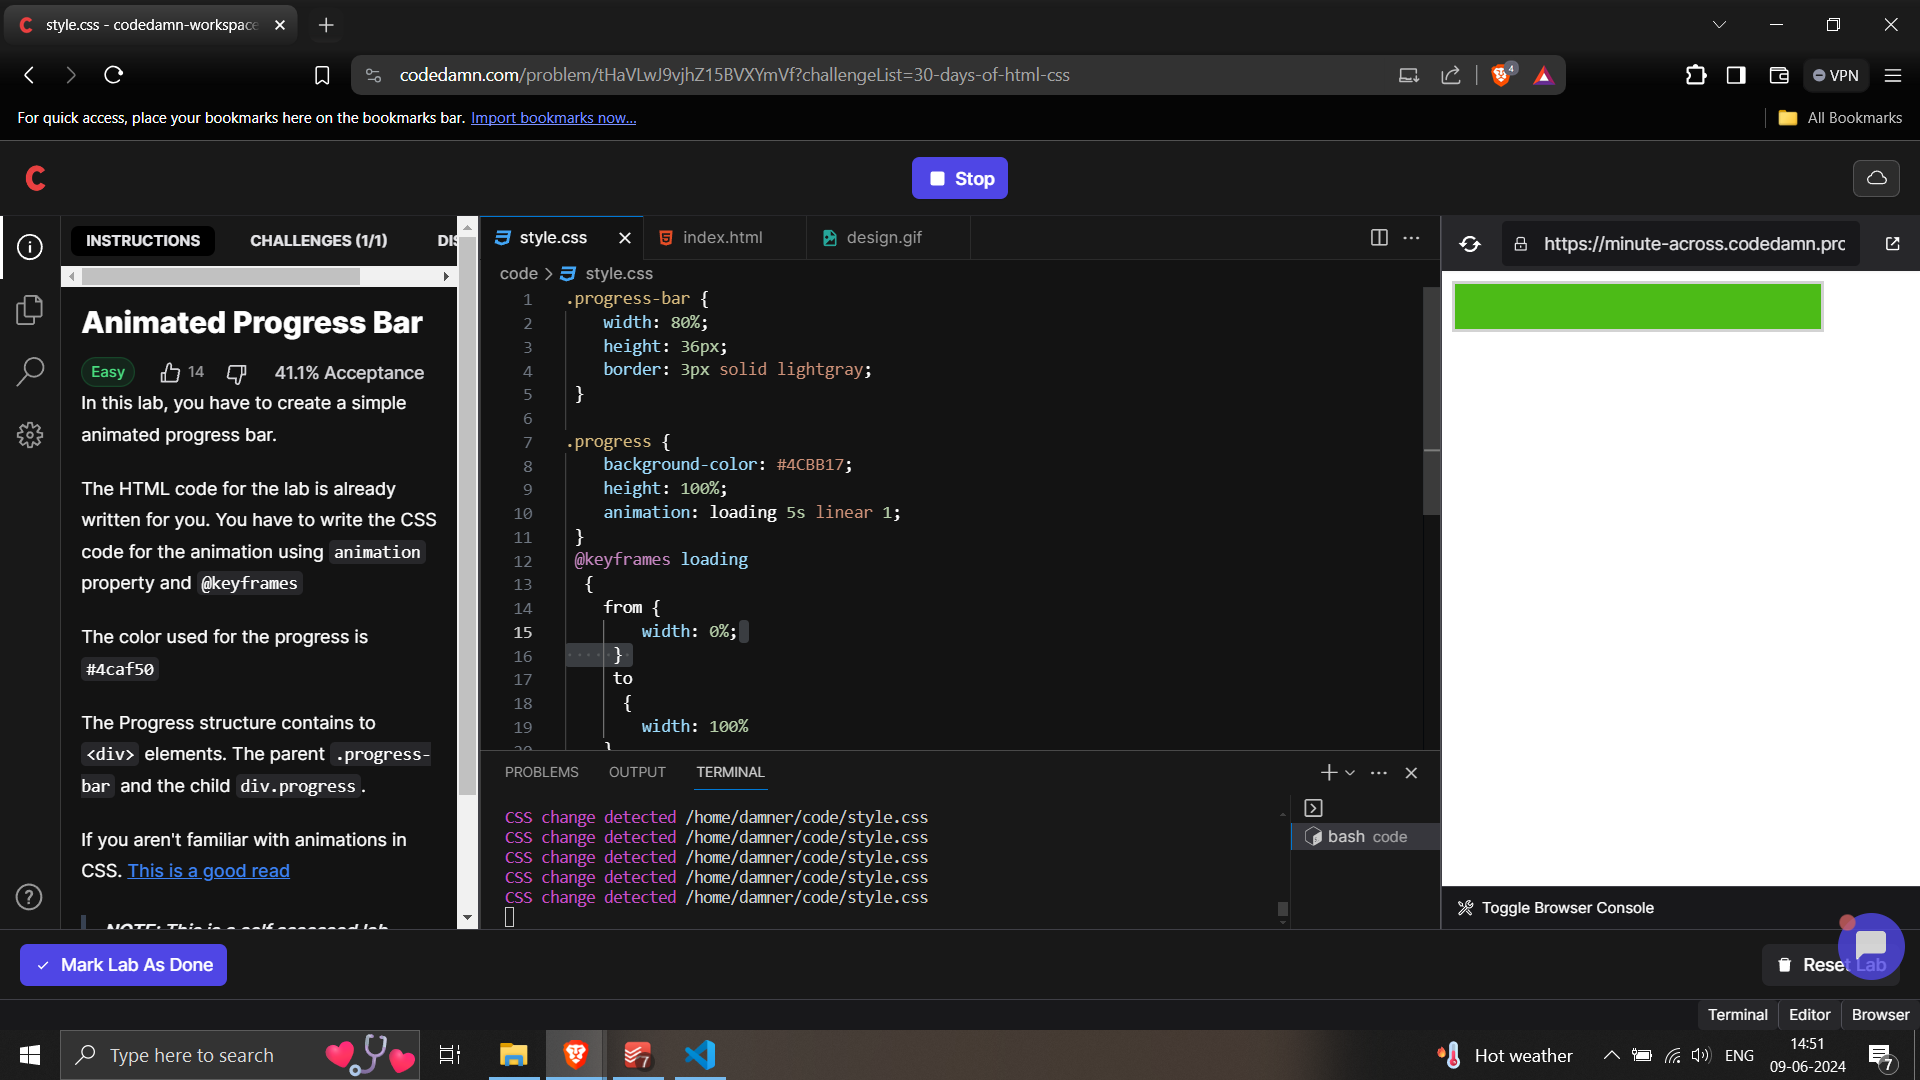 style.css - codedamn-workspace
codedamn.com/problem/tHaVLwJ9vjhZ15BVXYmVf?challengeList=30-days-of-html-css
4
VPN
For quick access, place your bookmarks here on the bookmarks bar. Import bookmarks now...
All Bookmarks
Stop
INSTRUCTIONS
CHALLENGES (1/1)
DIS
Animated Progress Bar
Easy
14
41.1% Acceptance
In this lab, you have to create a simple
animated progress bar.
The HTML code for the lab is already
written for you. You have to write the CSS
code for the animation using animation
property and @keyframes
The color used for the progress is
#4caf50
The Progress structure contains to
<div> elements. The parent .progress-
bar and the child div.progress.
If you aren't familiar with animations in
CSS. This is a good read
NOTE: This is a self assessed lab
style.css
index.html
design.gif
code > style.css
1 .progress-bar {
2 width: 80%;
3 height: 36px;
4 border: 3px solid lightgray;
5 }
6
7 .progress {
8 background-color: #4CBB17;
9 height: 100%;
10 animation: loading 5s linear 1;
11 }
12 @keyframes loading
13 {
14 from {
15 width: 0%;
16 }
17 to
18 {
19 width: 100%
20 }
PROBLEMS
OUTPUT
TERMINAL
CSS change detected /home/damner/code/style.css
CSS change detected /home/damner/code/style.css
CSS change detected /home/damner/code/style.css
CSS change detected /home/damner/code/style.css
CSS change detected /home/damner/code/style.css
bash code
https://minute-across.codedamn.prc
Toggle Browser Console
Mark Lab As Done
Reset Lab
Terminal
Editor
Browser
Type here to search
7
Hot weather
ENG
14:51
09-06-2024
7